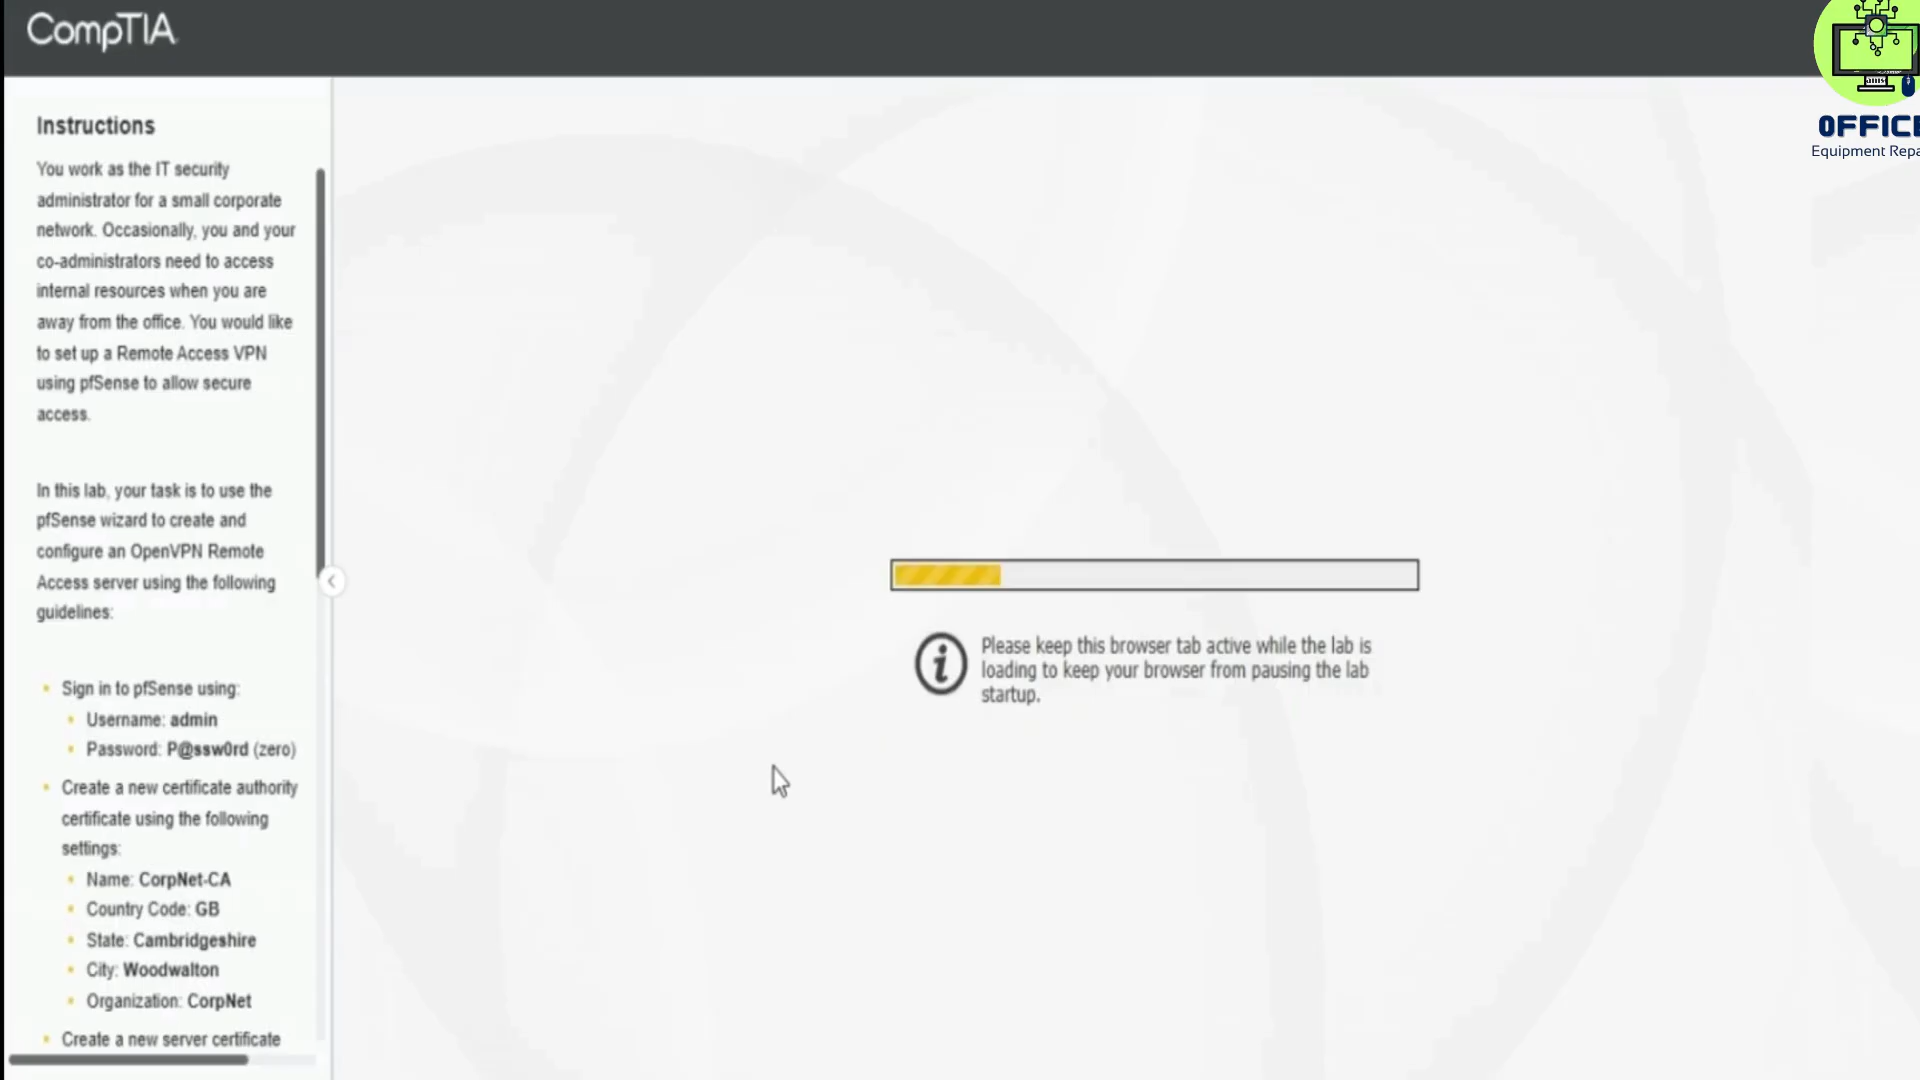 CompTIA
OFFICE
Equipment Repa
Instructions
You work as the IT security
administrator for a small corporate
network. Occasionally, you and your
co-administrators need to access
internal resources when you are
away from the office. You would like
to set up a Remote Access VPN
using pfSense to allow secure
access.
In this lab, your task is to use the
pfSense wizard to create and
configure an OpenVPN Remote
Access server using the following
guidelines:
Sign in to pfSense using:
Username: admin
Password: P@ssw0rd (zero)
Create a new certificate authority
certificate using the following
settings:
Name: CorpNet-CA
Country Code: GB
State: Cambridgeshire
City: Woodwalton
Organization: CorpNet
Create a new server certificate
Please keep this browser tab active while the lab is
loading to keep your browser from pausing the lab
startup.